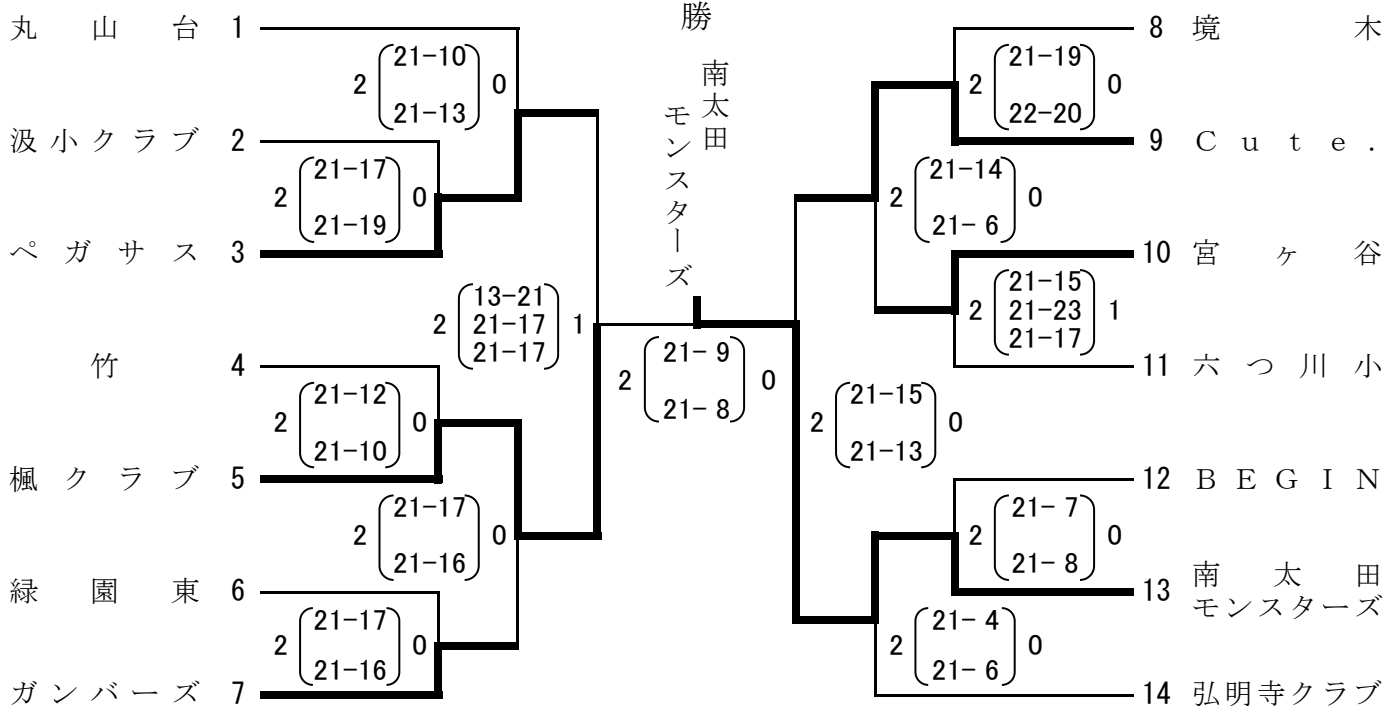 勝
南太田
モンスターズ
丸山台 1
2 21-10 0
21-13
汲小クラブ 2
2 21-17 0
21-19
ペガサス 3
13-21
2 21-17 1
21-17
竹 4
2 21-12 0
21-10
楓クラブ 5
2 21-17 0
21-16
緑園東 6
2 21-17 0
21-16
ガンバーズ 7
2 21- 9 0
21- 8
8 境木
2 21-19 0
22-20
9 Ｃｕｔｅ．
2 21-14 0
21- 6
10 宮ヶ谷
21-15
2 21-23 1
21-17
11 六つ川小
2 21-15 0
21-13
12 ＢＥＧＩＮ
2 21- 7 0
21- 8
13 南太田
モンスターズ
2 21- 4 0
21- 6
14 弘明寺クラブ